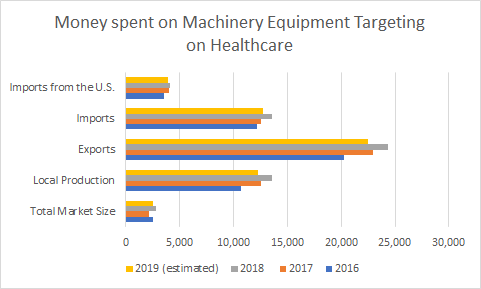 Money spent on Machinery Equipment Targeting
on Healthcare
Imports from the U.S.
Imports
Exports
Local Production
Total Market Size
0 5,000 10,000 15,000 20,000 25,000 30,000
2019 (estimated) 2018 2017 2016